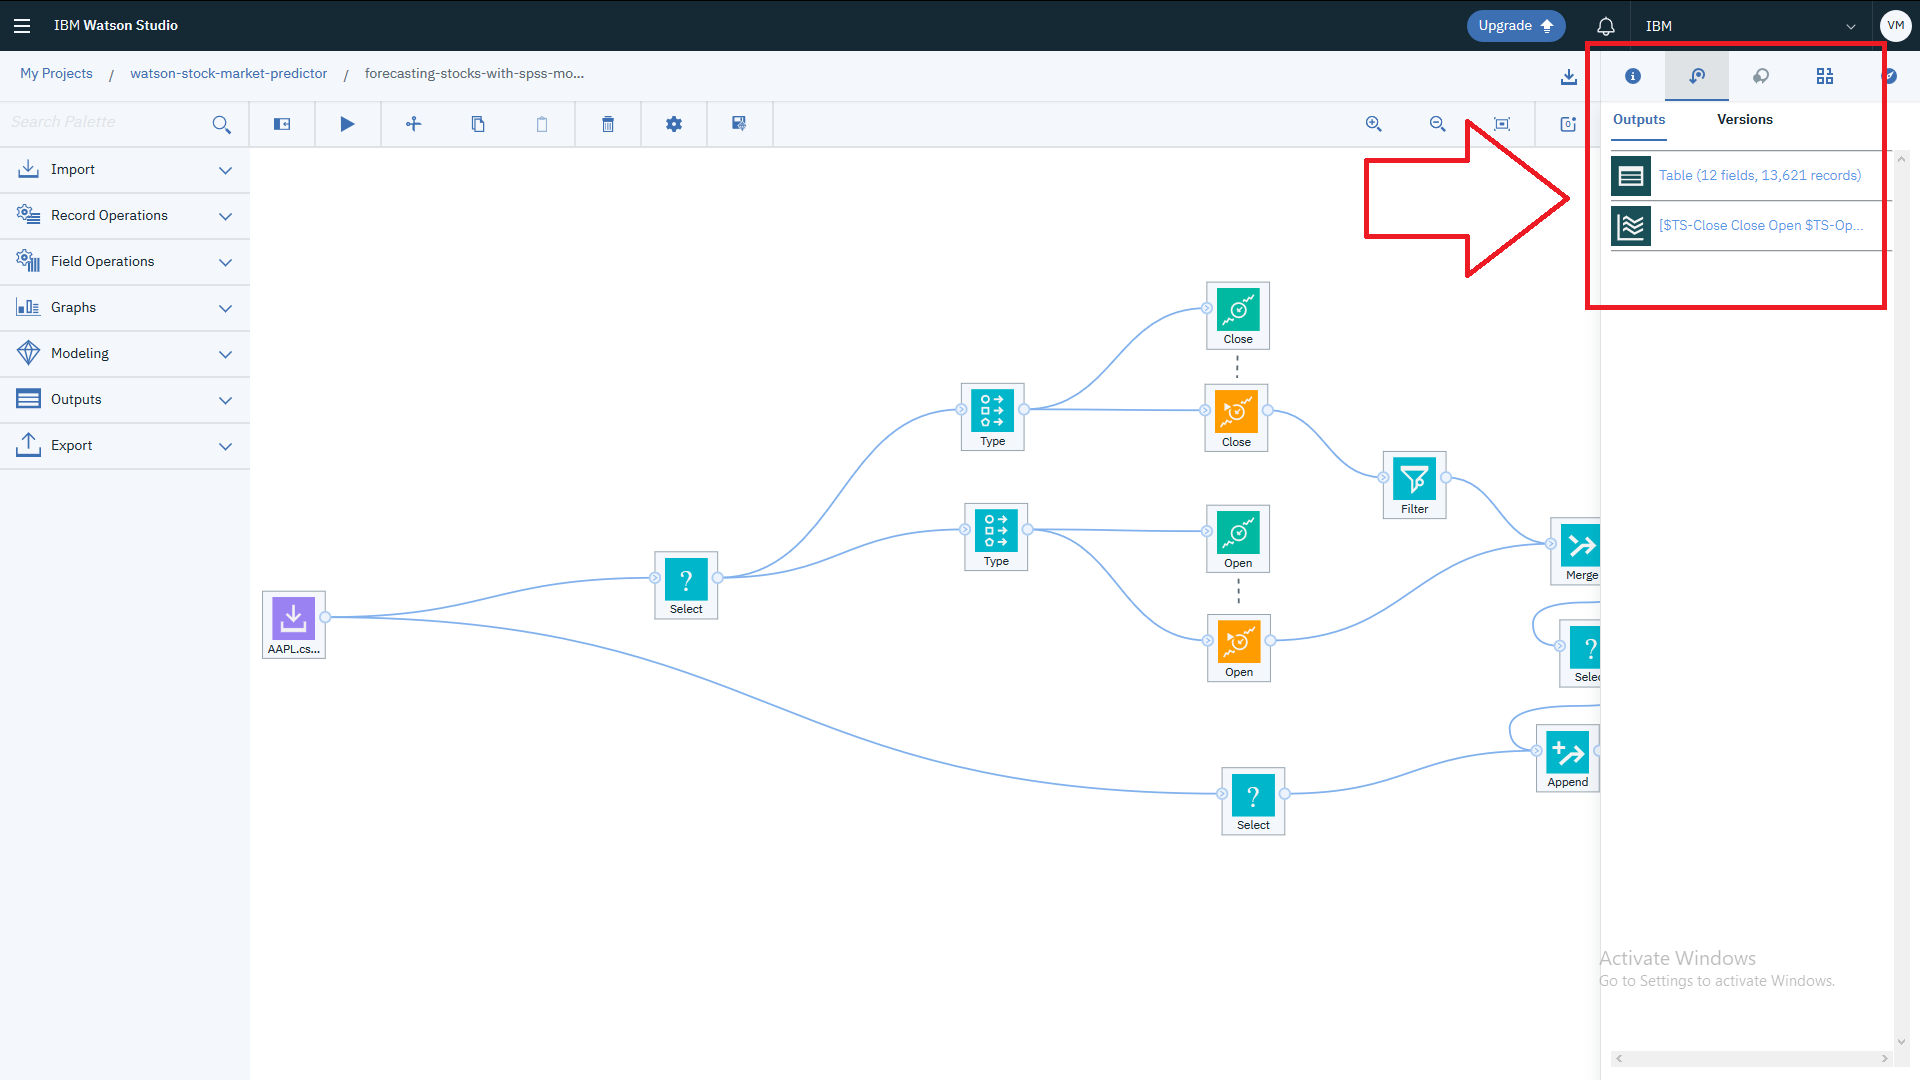 IBM Watson Studio
Upgrade
IBM
VM
My Projects / watson-stock-market-predictor / forecasting-stocks-with-spss-mo...
Search Palette
Outputs
Versions
Import
Record Operations
Field Operations
Graphs
Modeling
Outputs
Export
Table (12 fields, 13,621 records)
[$TS-Close Close Open $TS-Op...
Close
Type
Close
Filter
Type
Open
Merge
Select
AAPL.cs...
Open
Selec
Append
Select
Activate Windows
Go to Settings to activate Windows.